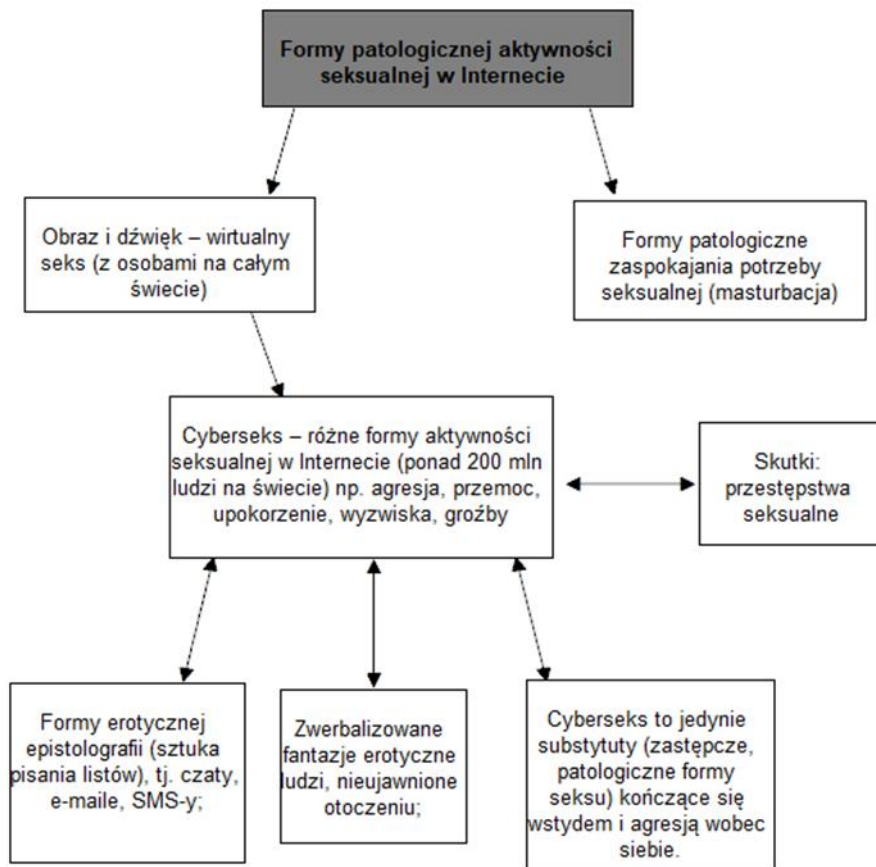 Formy patologicznej aktywności
seksualnej w Internecie
Obraz i dźwięk – wirtualny
seks (z osobami na całym
świecie)
Formy patologiczne
zaspokajania potrzeby
seksualnej (masturbacja)
Cyberseks – różne formy aktywności
seksualnej w Internecie (ponad 200 mln
ludzi na świecie) np. agresja, przemoc,
upokorzenie, wyzwiska, groźby
Skutki:
przestępstwa
seksualne
Formy erotycznej
epistolografii (sztuka
pisania listów), tj. czaty,
e-maile, SMS-y;
Zwerbalizowane
fantazje erotyczne
ludzi, nieujawnione
otoczeniu;
Cyberseks to jedynie
substytuty (zastępcze,
patologiczne formy
seksu) kończące się
wstydem i agresją wobec
siebie.